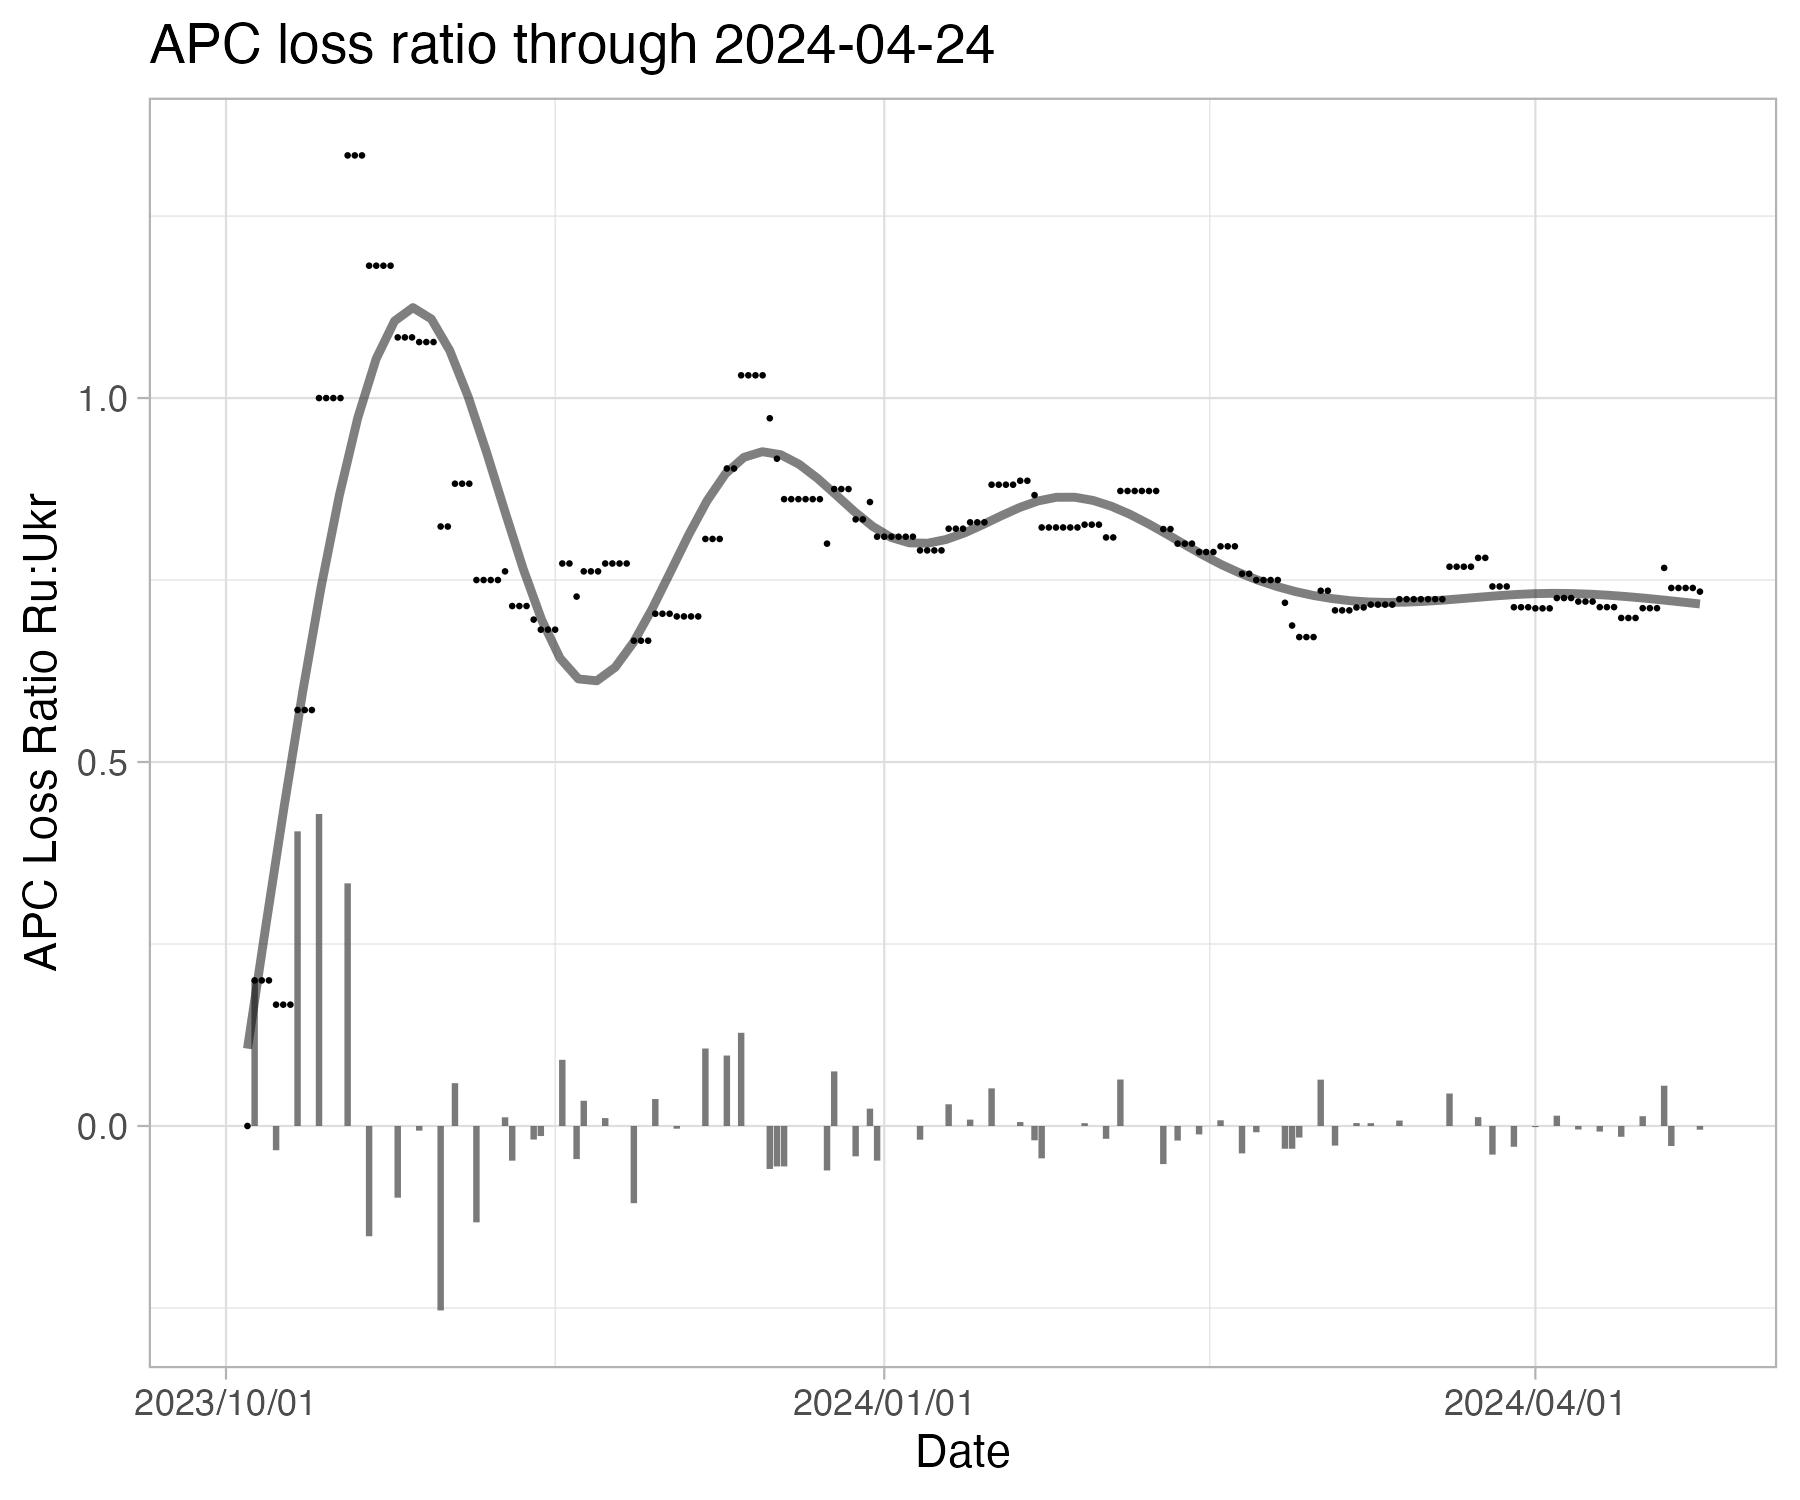 APC loss ratio through 2024-04-24
APC Loss Ratio Ru:Ukr
1.0
0.5
0.0
2023/10/01
2024/01/01
2024/04/01
Date